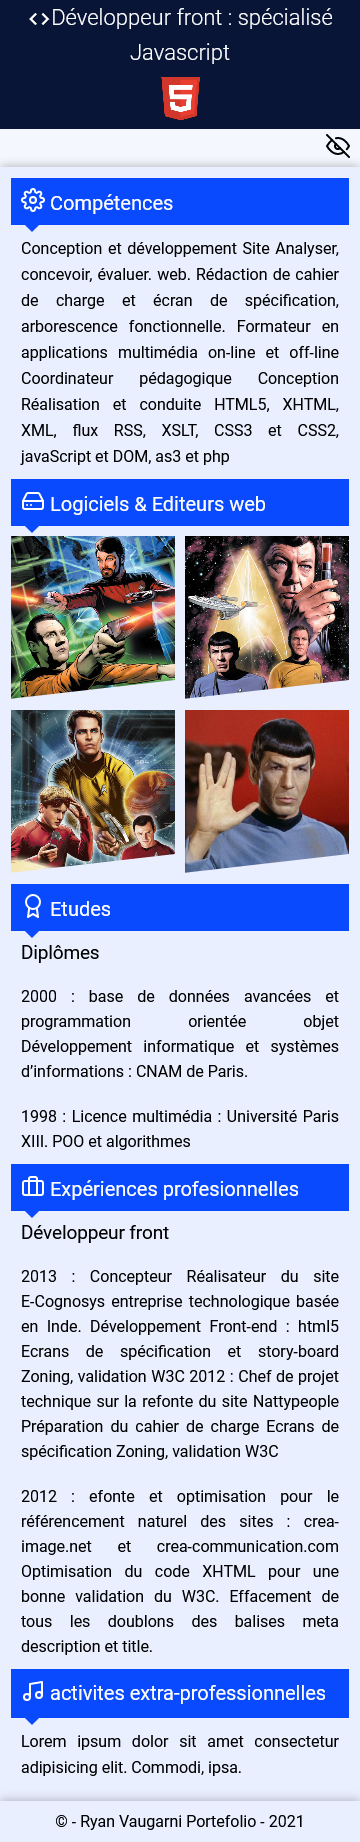 Développeur front : spécialisé
Javascript
5
Compétences
Conception et développement Site Analyser,
concevoir, évaluer. web. Rédaction de cahier
de charge et écran de spécification,
arborescence fonctionnelle. Formateur en
applications multimédia on-line et off-line
Coordinateur pédagogique Conception
Réalisation et conduite HTML5, XHTML,
XML, flux RSS, XSLT, CSS3 et CSS2,
javaScript et DOM, as3 et php
Logiciels & Editeurs web
Etudes
Diplômes
2000 : base de données avancées et
programmation orientée objet
Développement informatique et systèmes
d’informations : CNAM de Paris.
1998 : Licence multimédia : Université Paris
XIII. POO et algorithmes
Expériences profesionnelles
Développeur front
2013 : Concepteur Réalisateur du site
E-Cognosys entreprise technologique basée
en Inde. Développement Front-end : html5
Ecrans de spécification et story-board
Zoning, validation W3C 2012 : Chef de projet
technique sur la refonte du site Nattypeople
Préparation du cahier de charge Ecrans de
spécification Zoning, validation W3C
2012 : efonte et optimisation pour le
référencement naturel des sites : crea-
image.net et crea-communication.com
Optimisation du code XHTML pour une
bonne validation du W3C. Effacement de
tous les doublons des balises meta
description et title.
activites extra-professionnelles
Lorem ipsum dolor sit amet consectetur
adipisicing elit. Commodi, ipsa.
© - Ryan Vaugarni Portefolio - 2021